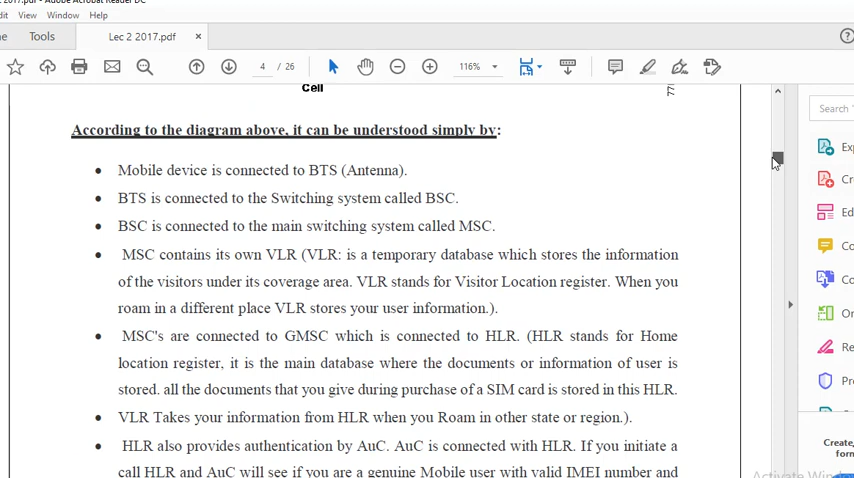 2017.pdf - Adobe Acrobat Reader DC
View Window Help
Tools Lec 2 2017.pdf ×
4 / 26 116%
Cell
According to the diagram above, it can be understood simply by:
• Mobile device is connected to BTS (Antenna).
• BTS is connected to the Switching system called BSC.
• BSC is connected to the main switching system called MSC.
• MSC contains its own VLR (VLR: is a temporary database which stores the information
of the visitors under its coverage area. VLR stands for Visitor Location register. When you
roam in a different place VLR stores your user information.).
• MSC's are connected to GMSC which is connected to HLR. (HLR stands for Home
location register, it is the main database where the documents or information of user is
stored. all the documents that you give during purchase of a SIM card is stored in this HLR.
• VLR Takes your information from HLR when you Roam in other state or region.).
• HLR also provides authentication by AuC. AuC is connected with HLR. If you initiate a
call HLR and AuC will see if you are a genuine Mobile user with valid IMEI number and
Search
Create,